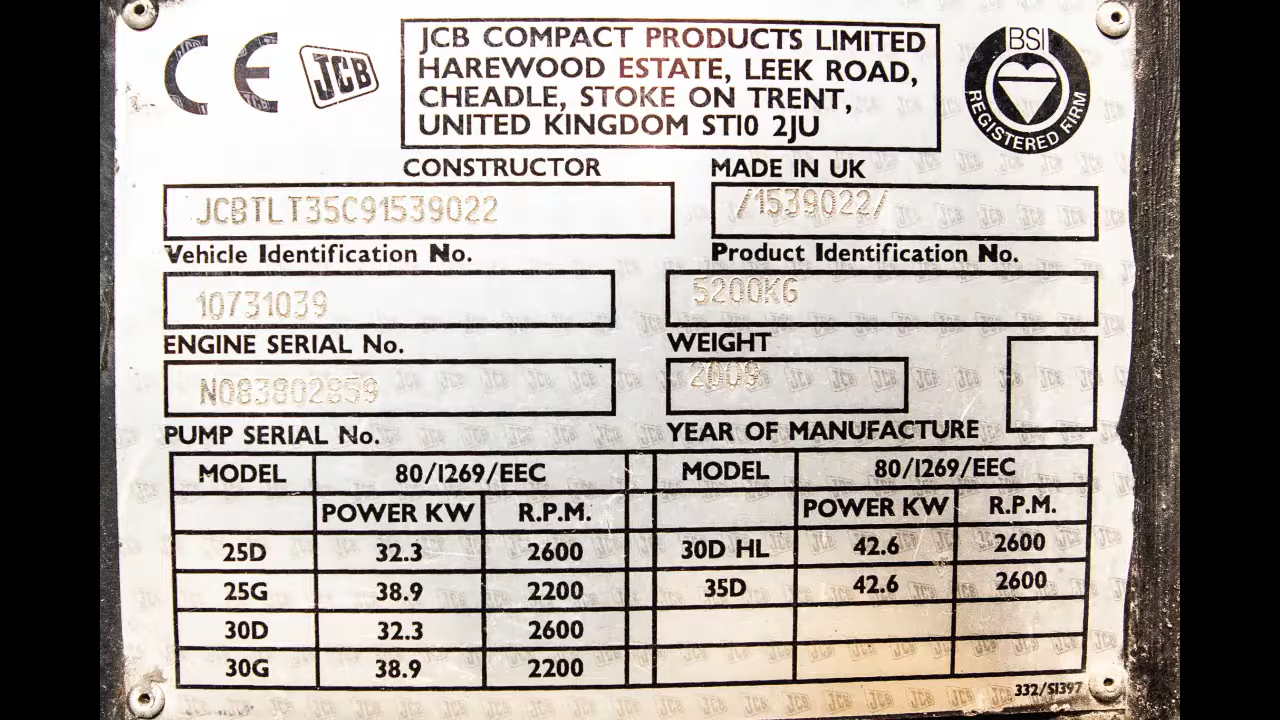 CE JCB
JCB COMPACT PRODUCTS LIMITED
HAREWOOD ESTATE, LEEK ROAD,
CHEADLE, STOKE ON TRENT,
UNITED KINGDOM ST10 2JU
BSI
REGISTERED FIRM
CONSTRUCTOR
MADE IN UK
JCBTLT35C91539022
/1539022/
Vehicle Identification No.
Product Identification No.
10731039
5200KG
ENGINE SERIAL No.
WEIGHT
N083802859
2009
PUMP SERIAL No.
YEAR OF MANUFACTURE
MODEL 80/1269/EEC MODEL 80/1269/EEC
POWER KW R.P.M. POWER KW R.P.M.
25D 32.3 2600 30D HL 42.6 2600
25G 38.9 2200 35D 42.6 2600
30D 32.3 2600
30G 38.9 2200
332/S1397